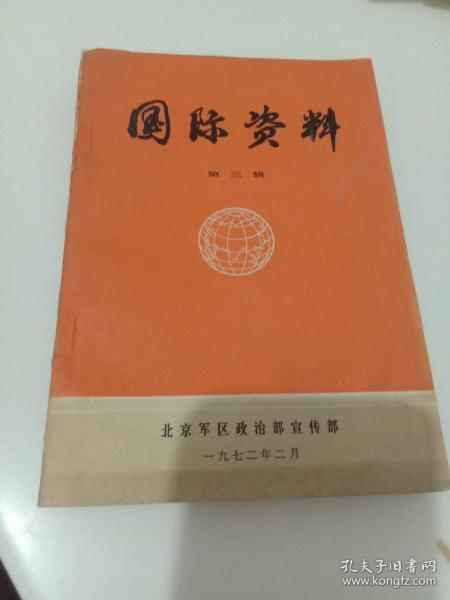 国际资料
第三辑
北京军区政治部宣传部
一九七二年二月
孔夫子旧书网
www.kongfz.com